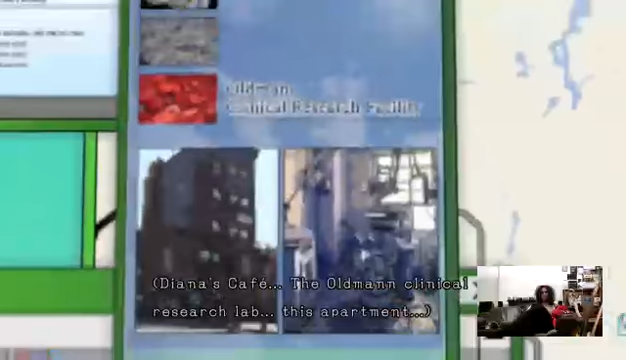 Oldmann
Clinical Research Facility
(Diana's Café... The Oldmann clinical
research lab... this apartment...)